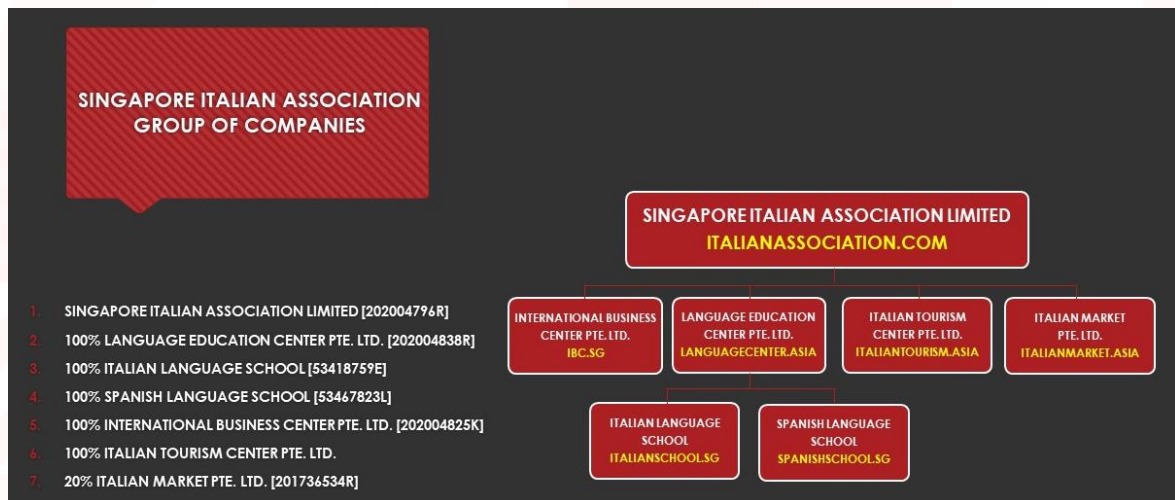 SINGAPORE ITALIAN ASSOCIATION
GROUP OF COMPANIES
1. SINGAPORE ITALIAN ASSOCIATION LIMITED [202004796R]
2. 100% LANGUAGE EDUCATION CENTER PTE. LTD. [202004838R]
3. 100% ITALIAN LANGUAGE SCHOOL [53418759E]
4. 100% SPANISH LANGUAGE SCHOOL [53467823L]
5. 100% INTERNATIONAL BUSINESS CENTER PTE. LTD. [202004825K]
6. 100% ITALIAN TOURISM CENTER PTE. LTD.
7. 20% ITALIAN MARKET PTE. LTD. [201736534R]
SINGAPORE ITALIAN ASSOCIATION LIMITED
ITALIANASSOCIATION.COM
INTERNATIONAL BUSINESS
CENTER PTE. LTD.
IBC.SG
LANGUAGE EDUCATION
CENTER PTE. LTD.
LANGUAGECENTER.ASIA
ITALIAN TOURISM
CENTER PTE. LTD.
ITALIANTOURISM.ASIA
ITALIAN MARKET
PTE. LTD.
ITALIANMARKET.ASIA
ITALIAN LANGUAGE
SCHOOL
ITALIANSCHOOL.SG
SPANISH LANGUAGE
SCHOOL
SPANISHSCHOOL.SG